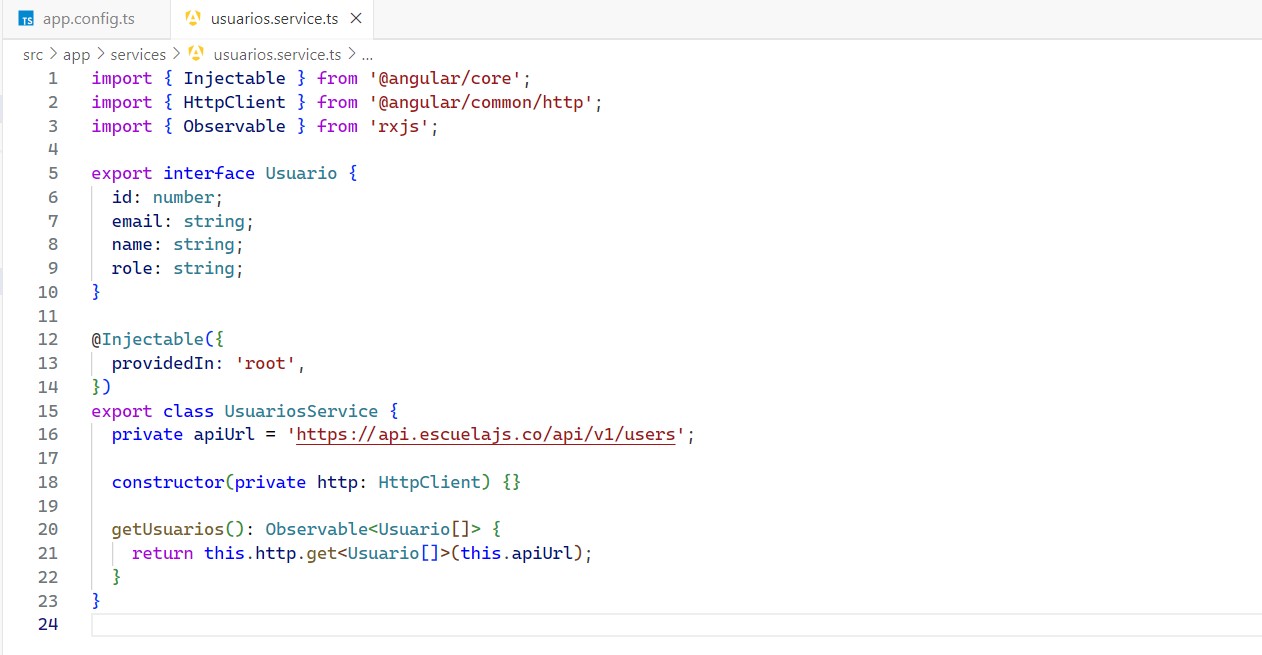 TS app.config.ts usuarios.service.ts ×
src > app > services > usuarios.service.ts > ...
1 import { Injectable } from '@angular/core';
2 import { HttpClient } from '@angular/common/http';
3 import { Observable } from 'rxjs';
4
5 export interface Usuario {
6   id: number;
7   email: string;
8   name: string;
9   role: string;
10 }
11
12 @Injectable({
13   providedIn: 'root',
14 })
15 export class UsuariosService {
16   private apiUrl = 'https://api.escuelajs.co/api/v1/users';
17
18   constructor(private http: HttpClient) {}
19
20   getUsuarios(): Observable<Usuario[]> {
21     return this.http.get<Usuario[]>(this.apiUrl);
22   }
23 }
24